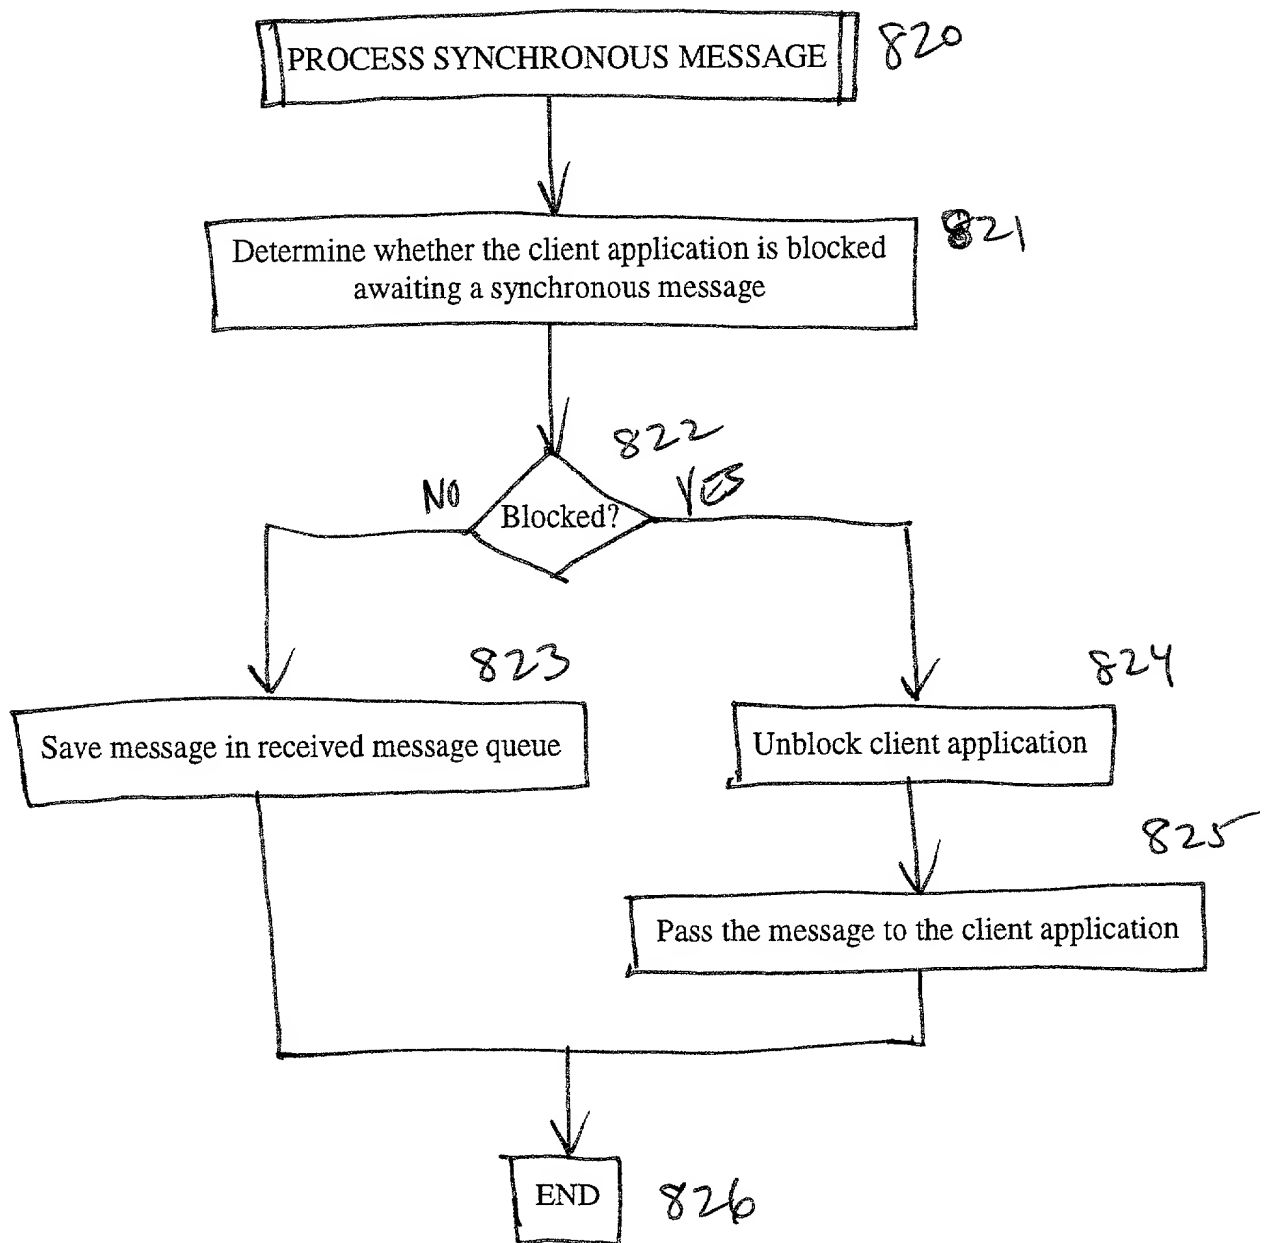 PROCESS SYNCHRONOUS MESSAGE
820
Determine whether the client application is blocked
awaiting a synchronous message
821
822
NO
YES
Blocked?
823
824
Save message in received message queue
Unblock client application
825
Pass the message to the client application
END
826